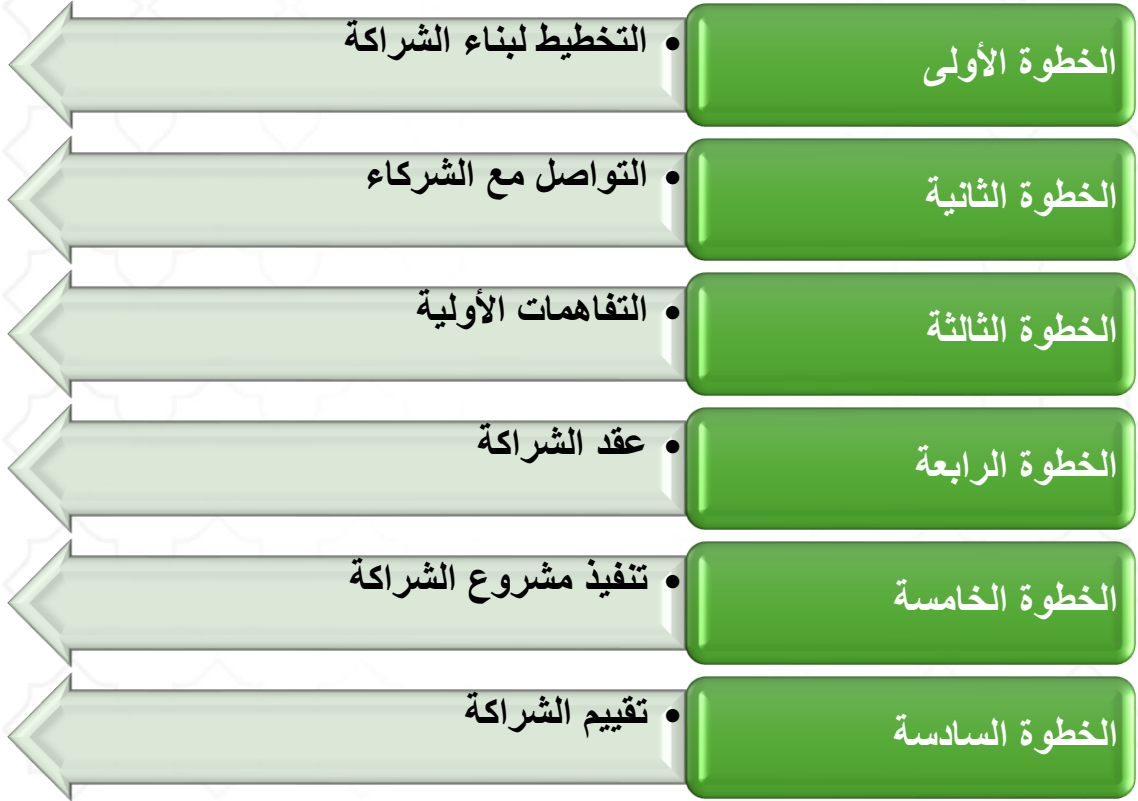 الخطوة الأولى
• التخطيط لبناء الشراكة
الخطوة الثانية
• التواصل مع الشركاء
الخطوة الثالثة
• التفاهمات الأولية
الخطوة الرابعة
• عقد الشراكة
الخطوة الخامسة
• تنفيذ مشروع الشراكة
الخطوة السادسة
• تقييم الشراكة